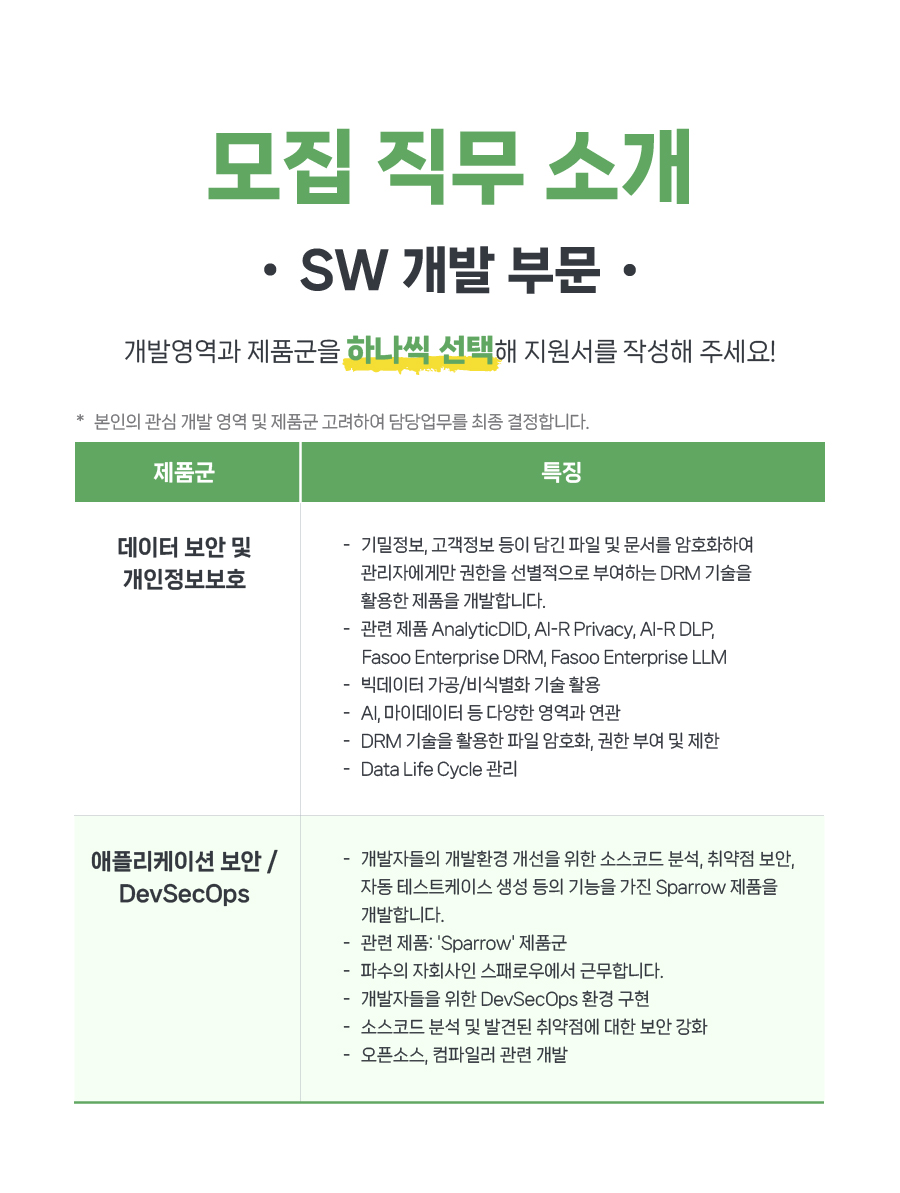 모집 직무 소개
• SW 개발 부문 •
개발영역과 제품군을 하나씩 선택해 지원서를 작성해 주세요!
* 본인의 관심 개발 영역 및 제품군 고려하여 담당업무를 최종 결정합니다.
제품군
특징
데이터 보안 및
개인정보보호
- 기밀정보, 고객정보 등이 담긴 파일 및 문서를 암호화하여
관리자에게만 권한을 선별적으로 부여하는 DRM 기술을
활용한 제품을 개발합니다.
- 관련 제품 AnalyticDID, AI-R Privacy, AI-R DLP,
Fasoo Enterprise DRM, Fasoo Enterprise LLM
- 빅데이터 가공/비식별화 기술 활용
- AI, 마이데이터 등 다양한 영역과 연관
- DRM 기술을 활용한 파일 암호화, 권한 부여 및 제한
- Data Life Cycle 관리
애플리케이션 보안 /
DevSecOps
- 개발자들의 개발환경 개선을 위한 소스코드 분석, 취약점 보안,
자동 테스트케이스 생성 등의 기능을 가진 Sparrow 제품을
개발합니다.
- 관련 제품: 'Sparrow' 제품군
- 파수의 자회사인 스패로우에서 근무합니다.
- 개발자들을 위한 DevSecOps 환경 구현
- 소스코드 분석 및 발견된 취약점에 대한 보안 강화
- 오픈소스, 컴파일러 관련 개발